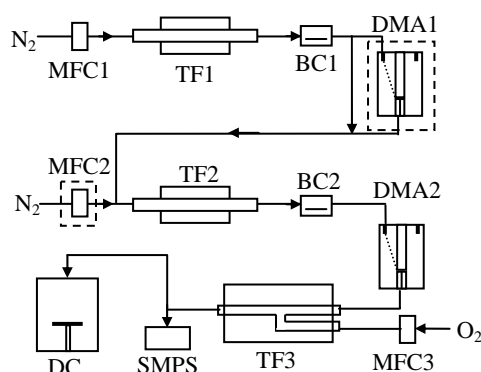 DMA1
N₂
MFC1
TF1
BC1
MFC2
N₂
TF2
BC2
DMA2
O₂
DC
SMPS
TF3
MFC3